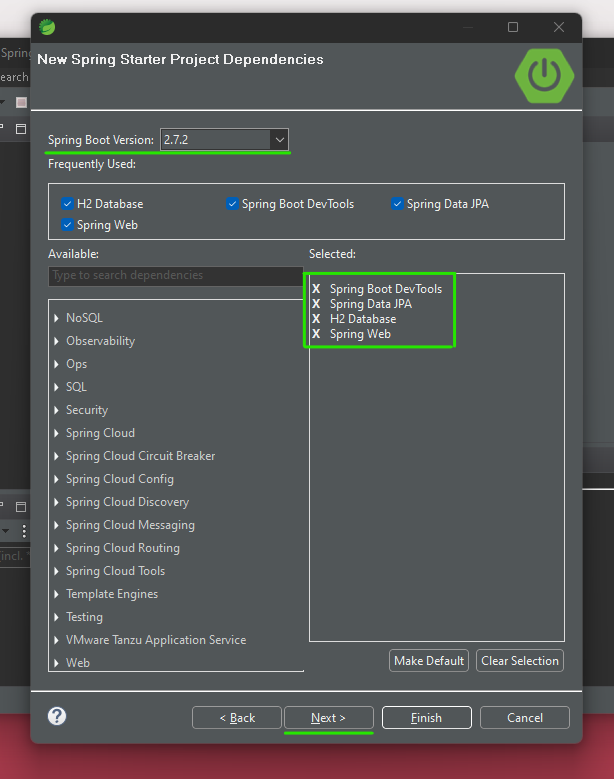 Spring
New Spring Starter Project Dependencies
earch
Spring Boot Version: 2.7.2
Frequently Used:
H2 Database Spring Boot DevTools Spring Data JPA
Spring Web
Available: Selected:
Type to search dependencies
X Spring Boot DevTools
X Spring Data JPA
X H2 Database
X Spring Web
NoSQL
Observability
Ops
SQL
Security
Spring Cloud
Spring Cloud Circuit Breaker
Spring Cloud Config
Spring Cloud Discovery
Spring Cloud Messaging
Spring Cloud Routing
Spring Cloud Tools
Template Engines
Testing
VMware Tanzu Application Service
Web
(incl. *
Make Default Clear Selection
? < Back Next > Finish Cancel